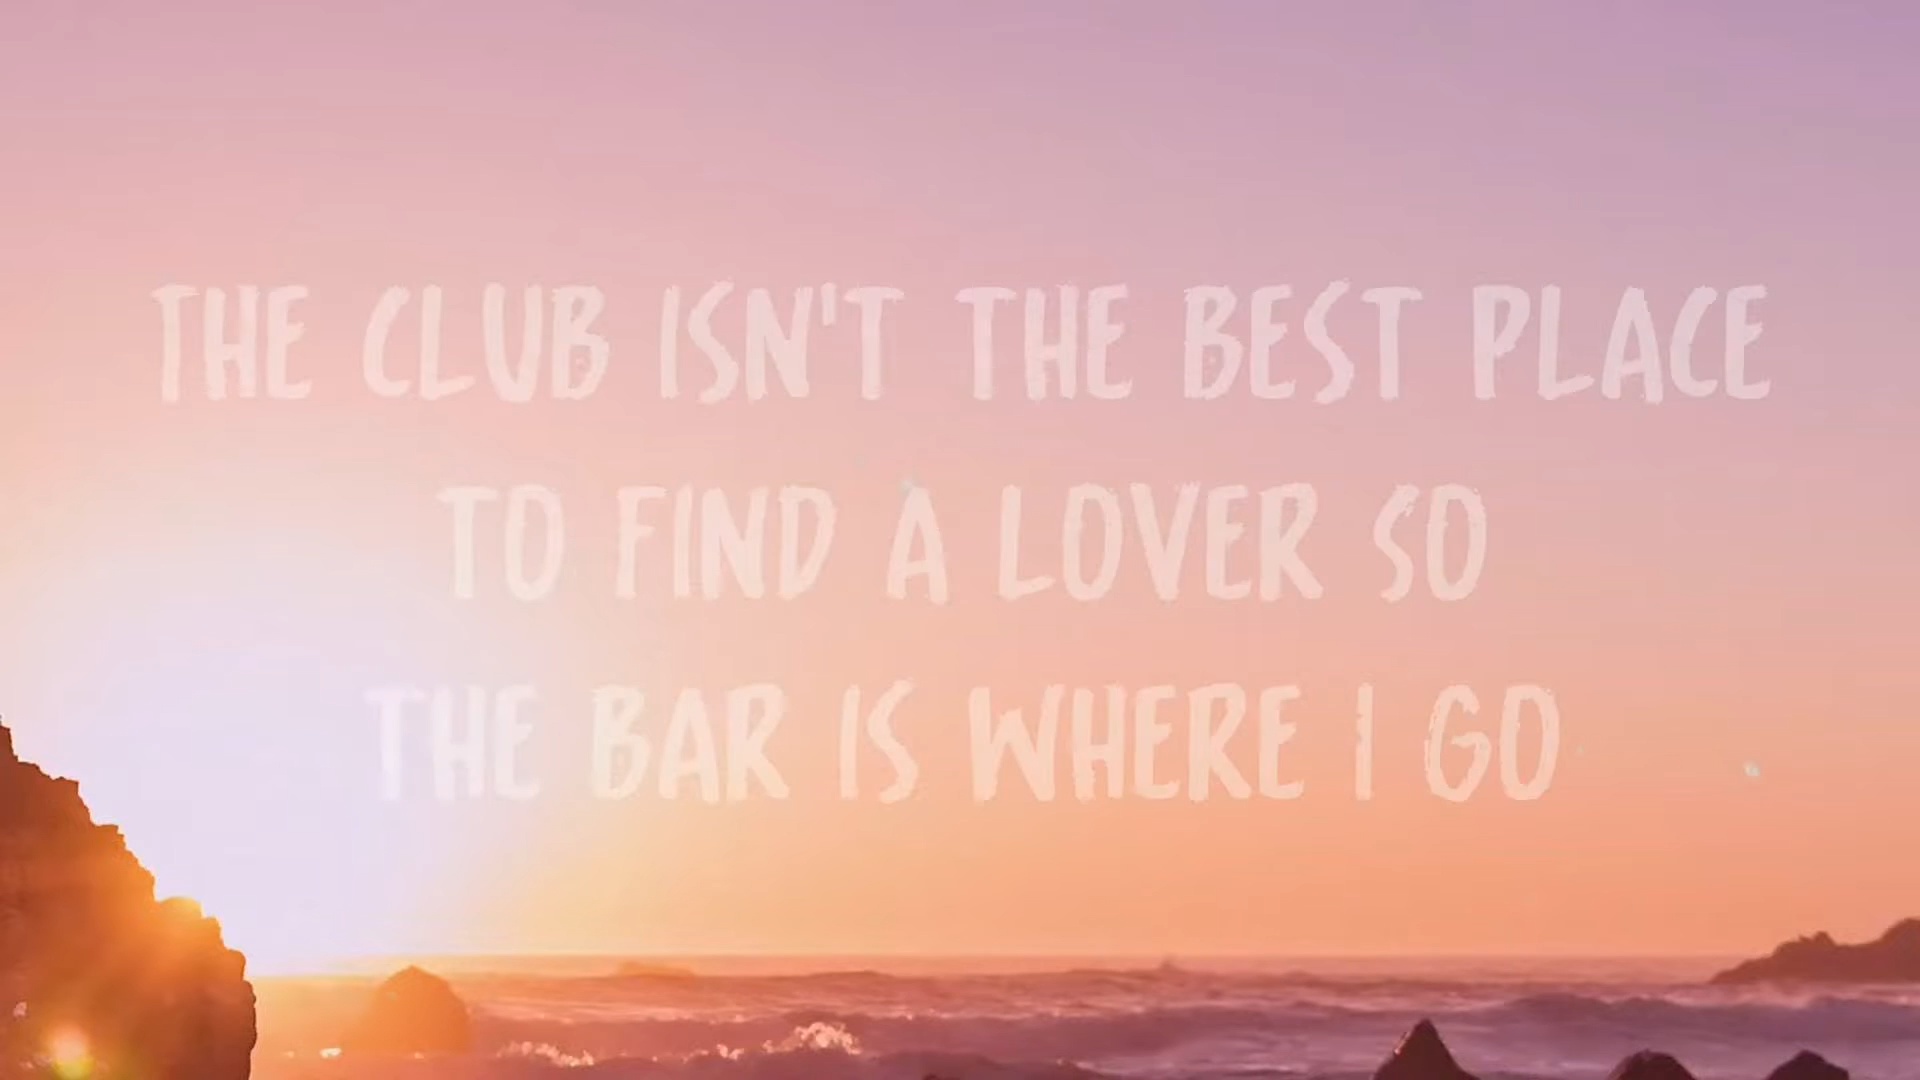 THE CLUB ISN'T THE BEST PLACE
TO FIND A LOVER SO
THE BAR IS WHERE I GO